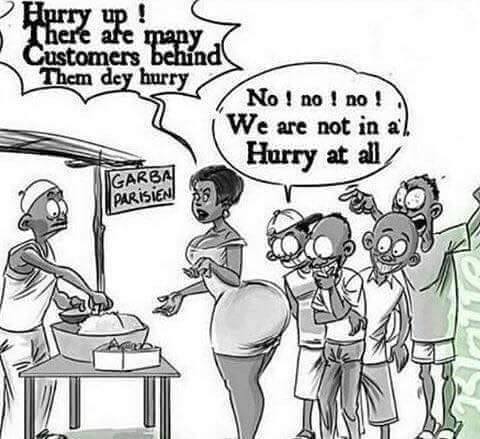 Hurry up !
There are many
Customers behind
Them dey hurry
No ! no ! no !
We are not in a
Hurry at all
GARBA
PARISIEN